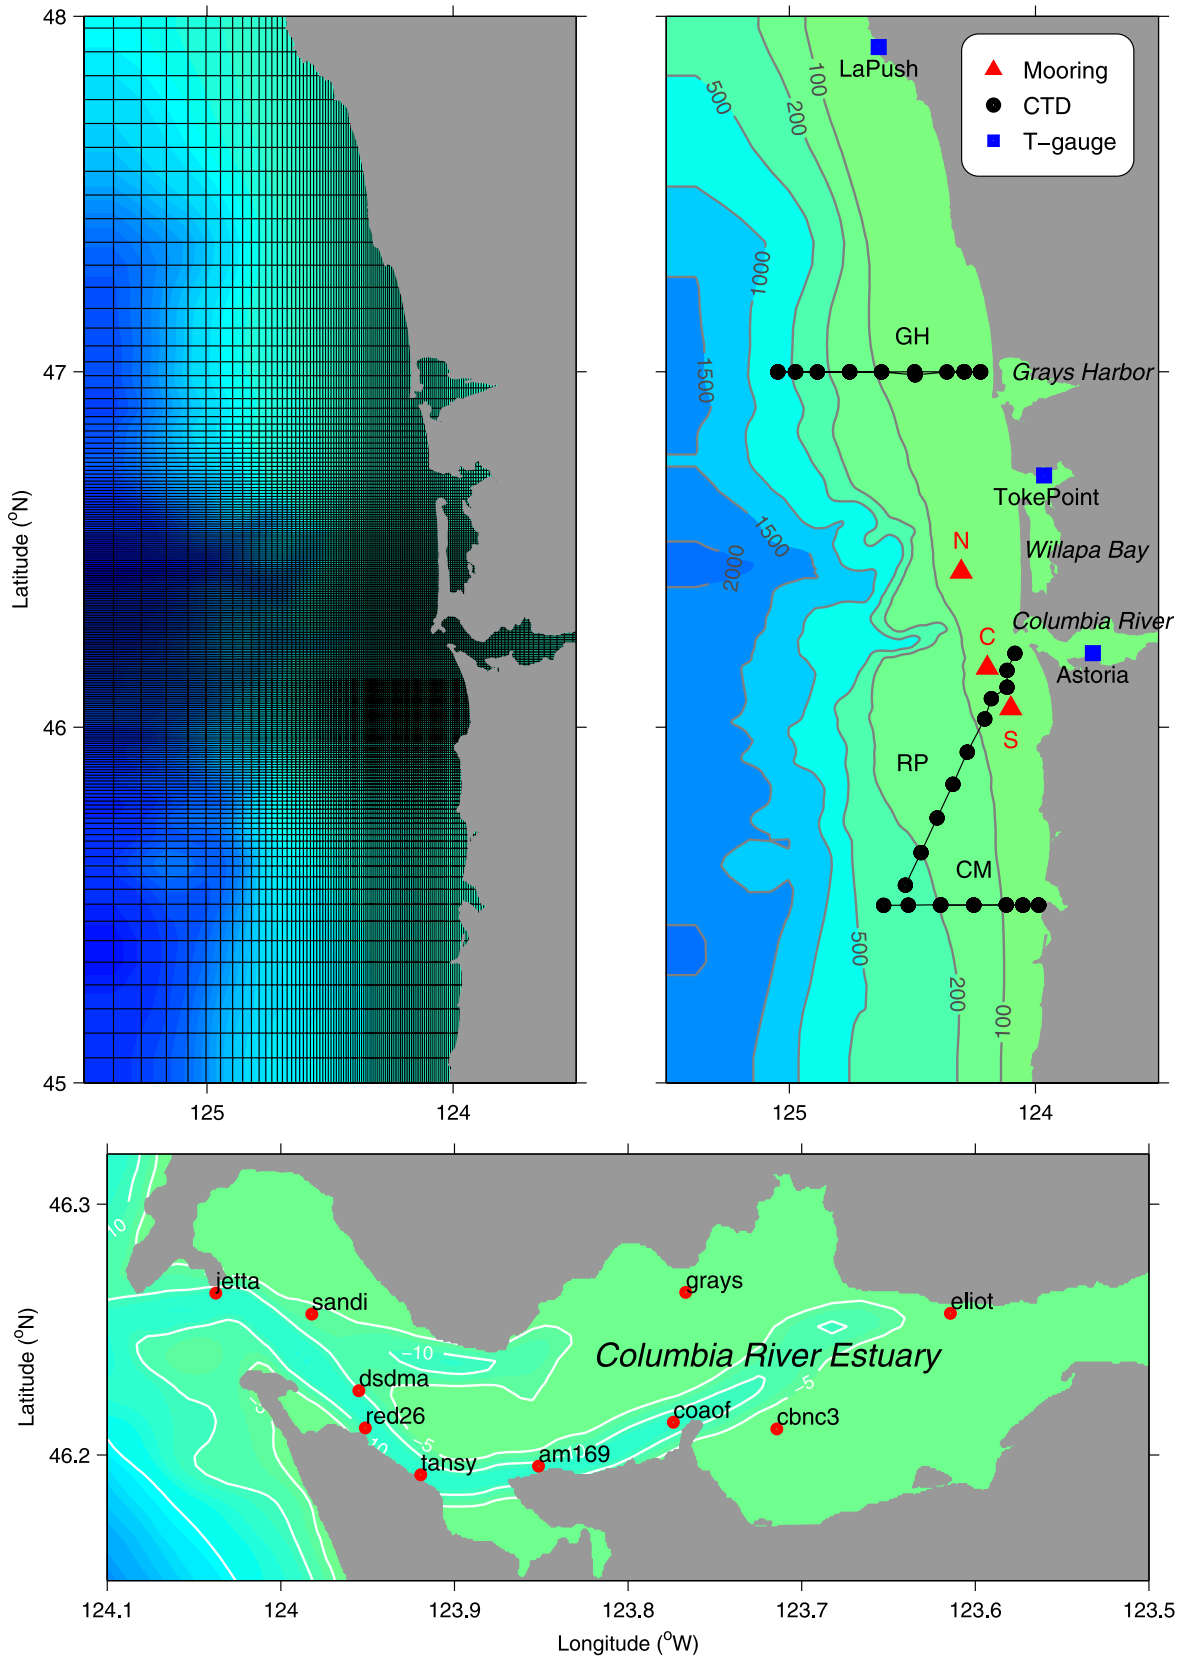 48
47
46
45
Latitude (°N)
125
124
LaPush
Mooring
CTD
T-gauge
500
200
100
1000
1500
GH
Grays Harbor
TokePoint
N
Willapa Bay
1500
2000
Columbia River
C
Astoria
S
RP
CM
500
200
100
125
124
46.3
46.2
Latitude (°N)
10
jetta
sandi
grays
eliot
-10
Columbia River Estuary
dsdma
-5
-5
red26
coaof
cbnc3
10
-5
tansy
am169
124.1
124
123.9
123.8
123.7
123.6
123.5
Longitude (°W)